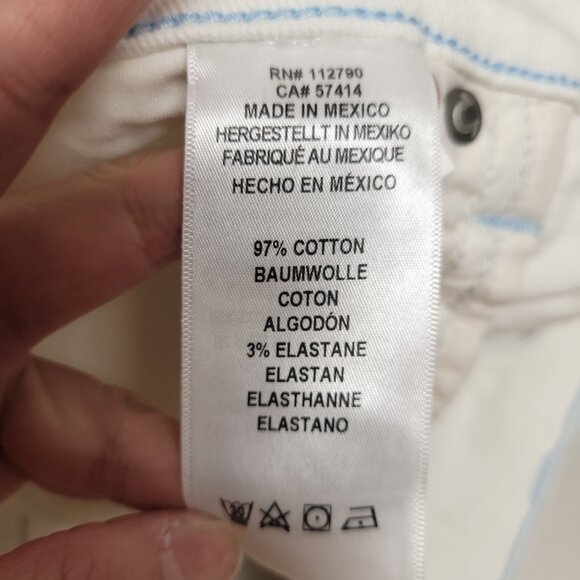 RN# 112790
CA# 57414
MADE IN MEXICO
HERGESTELLT IN MEXIKO
FABRIQUÉ AU MEXIQUE
HECHO EN MÉXICO
97% COTTON
BAUMWOLLE
COTON
ALGODÓN
3% ELASTANE
ELASTAN
ELASTHANNE
ELASTANO
30